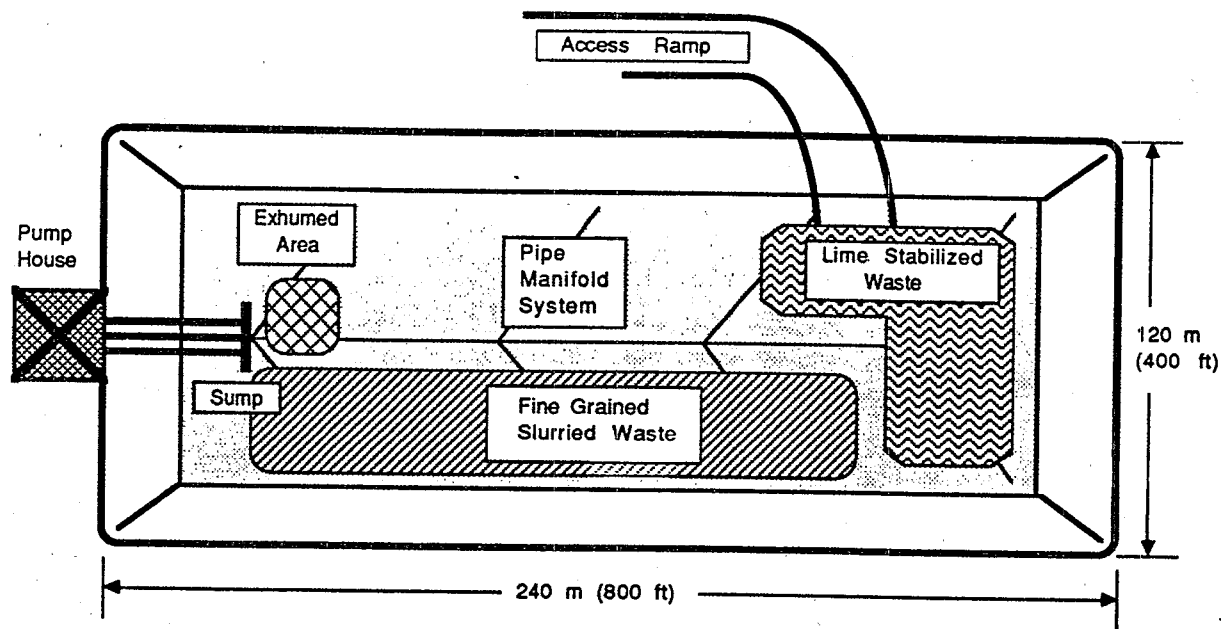 Access Ramp
Exhumed
Area
Pump
House
Pipe
Manifold
System
Lime Stabilized
Waste
120 m
(400 ft)
Sump
Fine Grained
Slurried Waste
240 m (800 ft)